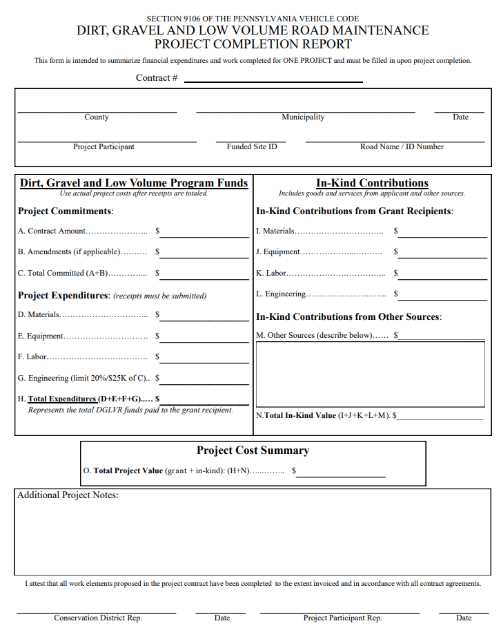 SECTION 9106 OF THE PENNSYLVANIA VEHICLE CODE
DIRT, GRAVEL AND LOW VOLUME ROAD MAINTENANCE
PROJECT COMPLETION REPORT
This form is intended to summarize financial expenditures and work completed for ONE PROJECT and must be filled in upon project completion.
Contract #
County Municipality Date
Project Participant Funded Site ID Road Name / ID Number
Dirt, Gravel and Low Volume Program Funds
Use actual project costs after receipts are totaled.
Project Commitments:
A. Contract Amount………………….. $
B. Amendments (if applicable)……… $
C. Total Committed (A+B)………….. $
Project Expenditures: (receipts must be submitted)
D. Materials………………………….. $
E. Equipment………………………… $
F. Labor……………………………… $
G. Engineering (limit 20%/$25K of C).. $
H. Total Expenditures (D+E+F+G)..… $
Represents the total DGLVR funds paid to the grant recipient.
In-Kind Contributions
Includes goods and services from applicant and other sources.
In-Kind Contributions from Grant Recipients:
I. Materials………………………….. $
J. Equipment………………………… $
K. Labor……………………………... $
L. Engineering………………………. $
In-Kind Contributions from Other Sources:
M. Other Sources (describe below)…… $
N.Total In-Kind Value (I+J+K+L+M). $
Project Cost Summary
O. Total Project Value (grant + in-kind): (H+N)…..…….. $
Additional Project Notes:
I attest that all work elements proposed in the project contract have been completed to the extent invoiced and in accordance with all contract agreements.
Conservation District Rep. Date Project Participant Rep. Date